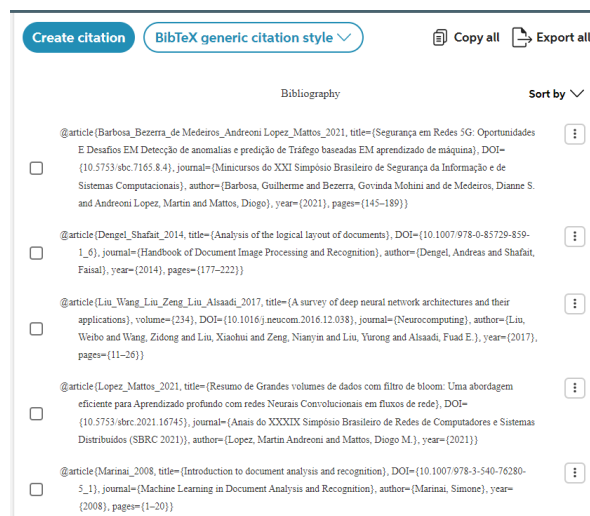 Create citation
BibTeX generic citation style
Copy all
Export all
Bibliography
Sort by
@article{Barbosa_Bezerra_de Medeiros_Andreoni Lopez_Mattos_2021, title={Segurança em Redes 5G: Oportunidades
E Desafios EM Detecção de anomalias e predição de Tráfego baseadas EM aprendizado de máquina}, DOI=
{10.5753/sbc.7165.8.4}, journal={Minicursos do XXI Simpósio Brasileiro de Segurança da Informação e de
Sistemas Computacionais}, author={Barbosa, Guilherme and Bezerra, Govinda Mohini and de Medeiros, Dianne S.
and Andreoni Lopez, Martin and Mattos, Diogo}, year={2021}, pages={145–189}}
@article{Dengel_Shafait_2014, title={Analysis of the logical layout of documents}, DOI={10.1007/978-0-85729-859-
1_6}, journal={Handbook of Document Image Processing and Recognition}, author={Dengel, Andreas and Shafait,
Faisal}, year={2014}, pages={177–222}}
@article{Liu_Wang_Liu_Zeng_Liu_Alsaadi_2017, title={A survey of deep neural network architectures and their
applications}, volume={234}, DOI={10.1016/j.neucom.2016.12.038}, journal={Neurocomputing}, author={Liu,
Weibo and Wang, Zidong and Liu, Xiaohui and Zeng, Nianyin and Liu, Yurong and Alsaadi, Fuad E.}, year={2017},
pages={11–26}}
@article{Lopez_Mattos_2021, title={Resumo de Grandes volumes de dados com filtro de bloom: Uma abordagem
eficiente para Aprendizado profundo com redes Neurais Convolucionais em fluxos de rede}, DOI=
{10.5753/sbrc.2021.16745}, journal={Anais do XXXIX Simpósio Brasileiro de Redes de Computadores e Sistemas
Distribuídos (SBRC 2021)}, author={Lopez, Martin Andreoni and Mattos, Diogo M.}, year={2021}}
@article{Marinai_2008, title={Introduction to document analysis and recognition}, DOI={10.1007/978-3-540-76280-
5_1}, journal={Machine Learning in Document Analysis and Recognition}, author={Marinai, Simone}, year=
{2008}, pages={1–20}}